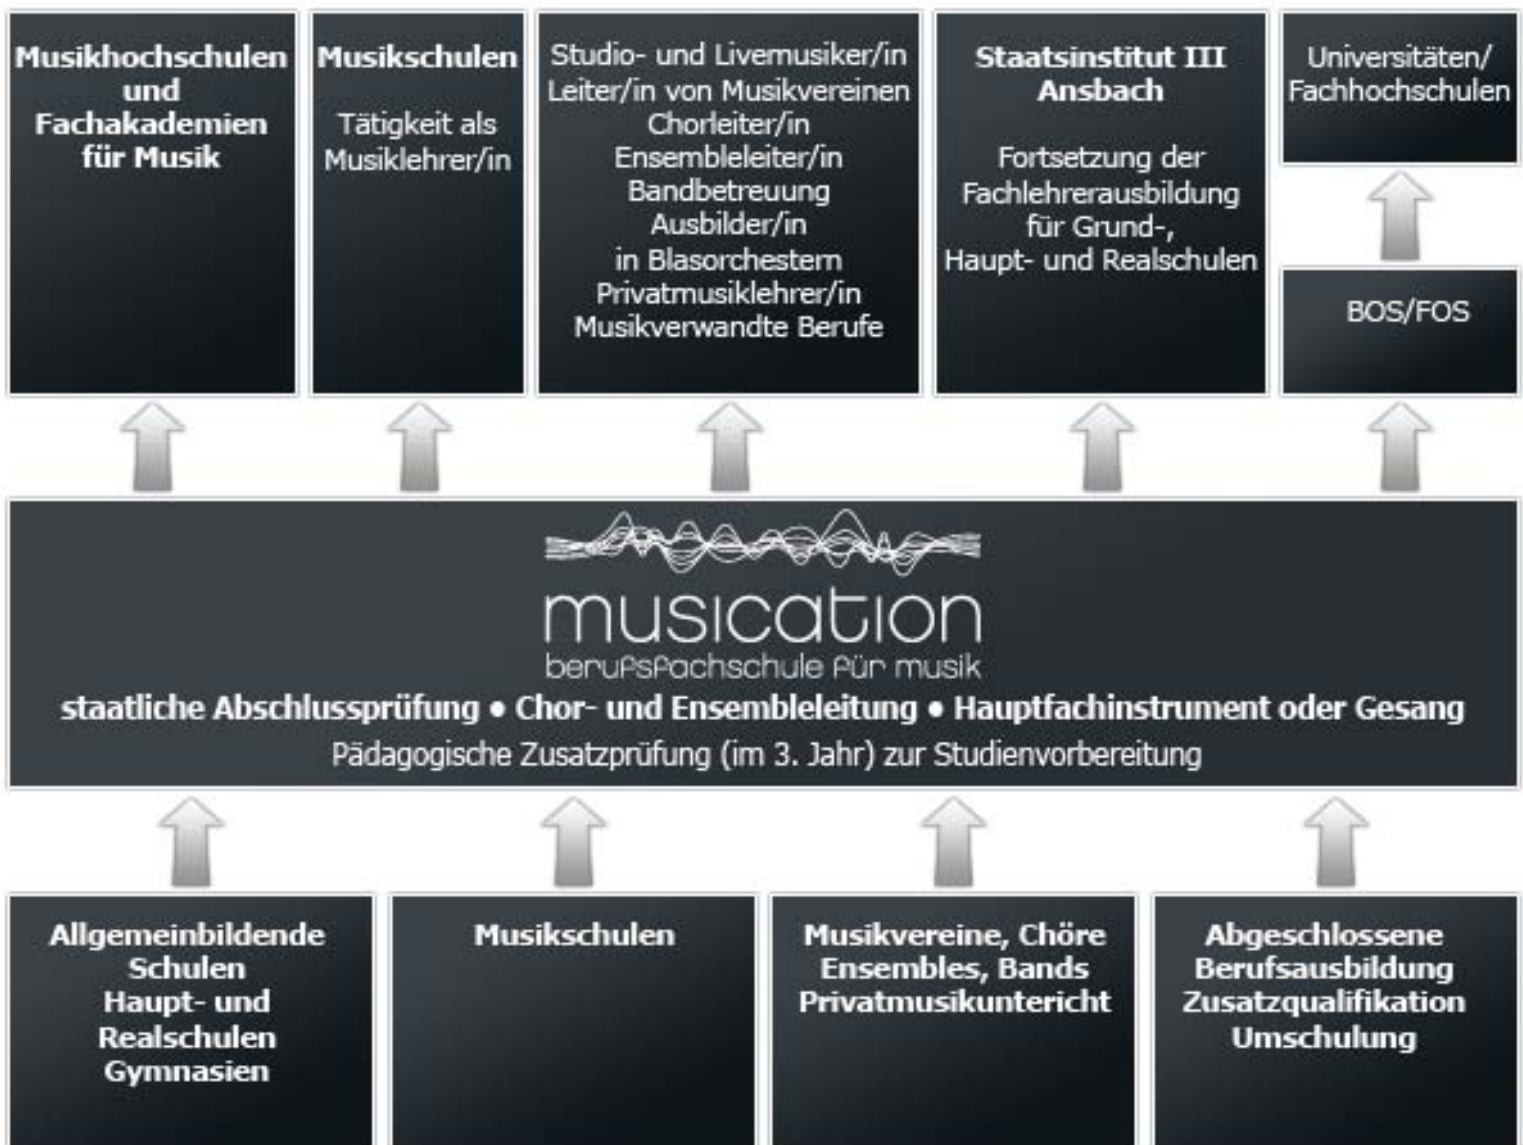 Musikhochschulen
und
Fachakademien
für Musik
Musikschulen
Tätigkeit als
Musiklehrer/in
Studio- und Livemusiker/in
Leiter/in von Musikvereinen
Chorleiter/in
Ensembleleiter/in
Bandbetreuung
Ausbilder/in
in Blasorchestern
Privatmusiklehrer/in
Musikverwandte Berufe
Staatsinstitut III
Ansbach
Fortsetzung der
Fachlehrerausbildung
für Grund-,
Haupt- und Realschulen
Universitäten/
Fachhochschulen
BOS/FOS
musication
berufsfachschule für musik
staatliche Abschlussprüfung ● Chor- und Ensembleleitung ● Hauptfachinstrument oder Gesang
Pädagogische Zusatzprüfung (im 3. Jahr) zur Studienvorbereitung
Allgemeinbildende
Schulen
Haupt- und
Realschulen
Gymnasien
Musikschulen
Musikvereine, Chöre
Ensembles, Bands
Privatmusikuntericht
Abgeschlossene
Berufsausbildung
Zusatzqualifikation
Umschulung